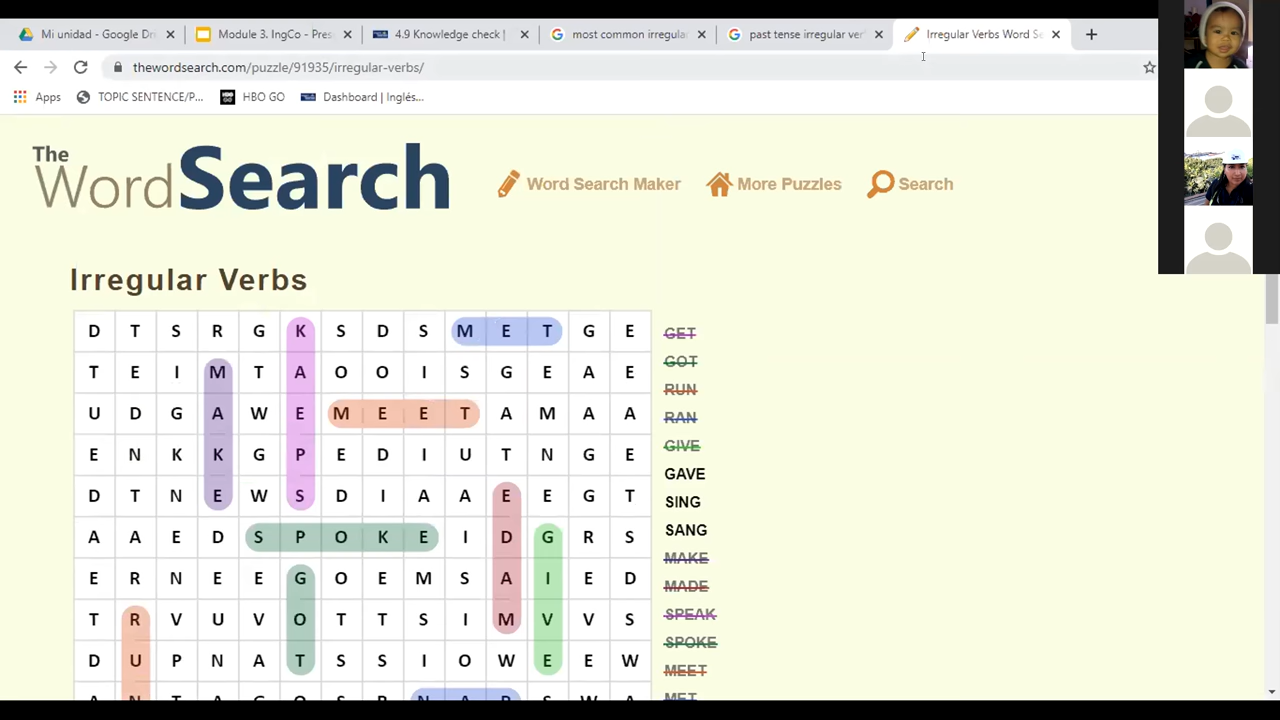 Mi unidad - Google Dri
Module 3. IngCo - Pres
4.9 Knowledge check |
most common irregula
past tense irregular ver
Irregular Verbs Word Se
thewordsearch.com/puzzle/91935/irregular-verbs/
Apps
TOPIC SENTENCE/P...
HBO GO
Dashboard | Inglés...
The
WordSearch
Word Search Maker
More Puzzles
Search
Irregular Verbs
D T S R G K S D S M E T G E
T E I M T A O O I S G E A E
U D G A W E M E E T A M A A
E N K K G P E D I U T N G E
D T N E W S D I A A E E G T
A A E D S P O K E I D G R S
E R N E E G O E M S A I E D
T R V U V O T T S I M V V S
D U P N A T S S I O W E E W
GET
GOT
RUN
RAN
GIVE
GAVE
SING
SANG
MAKE
MADE
SPEAK
SPOKE
MEET
MET